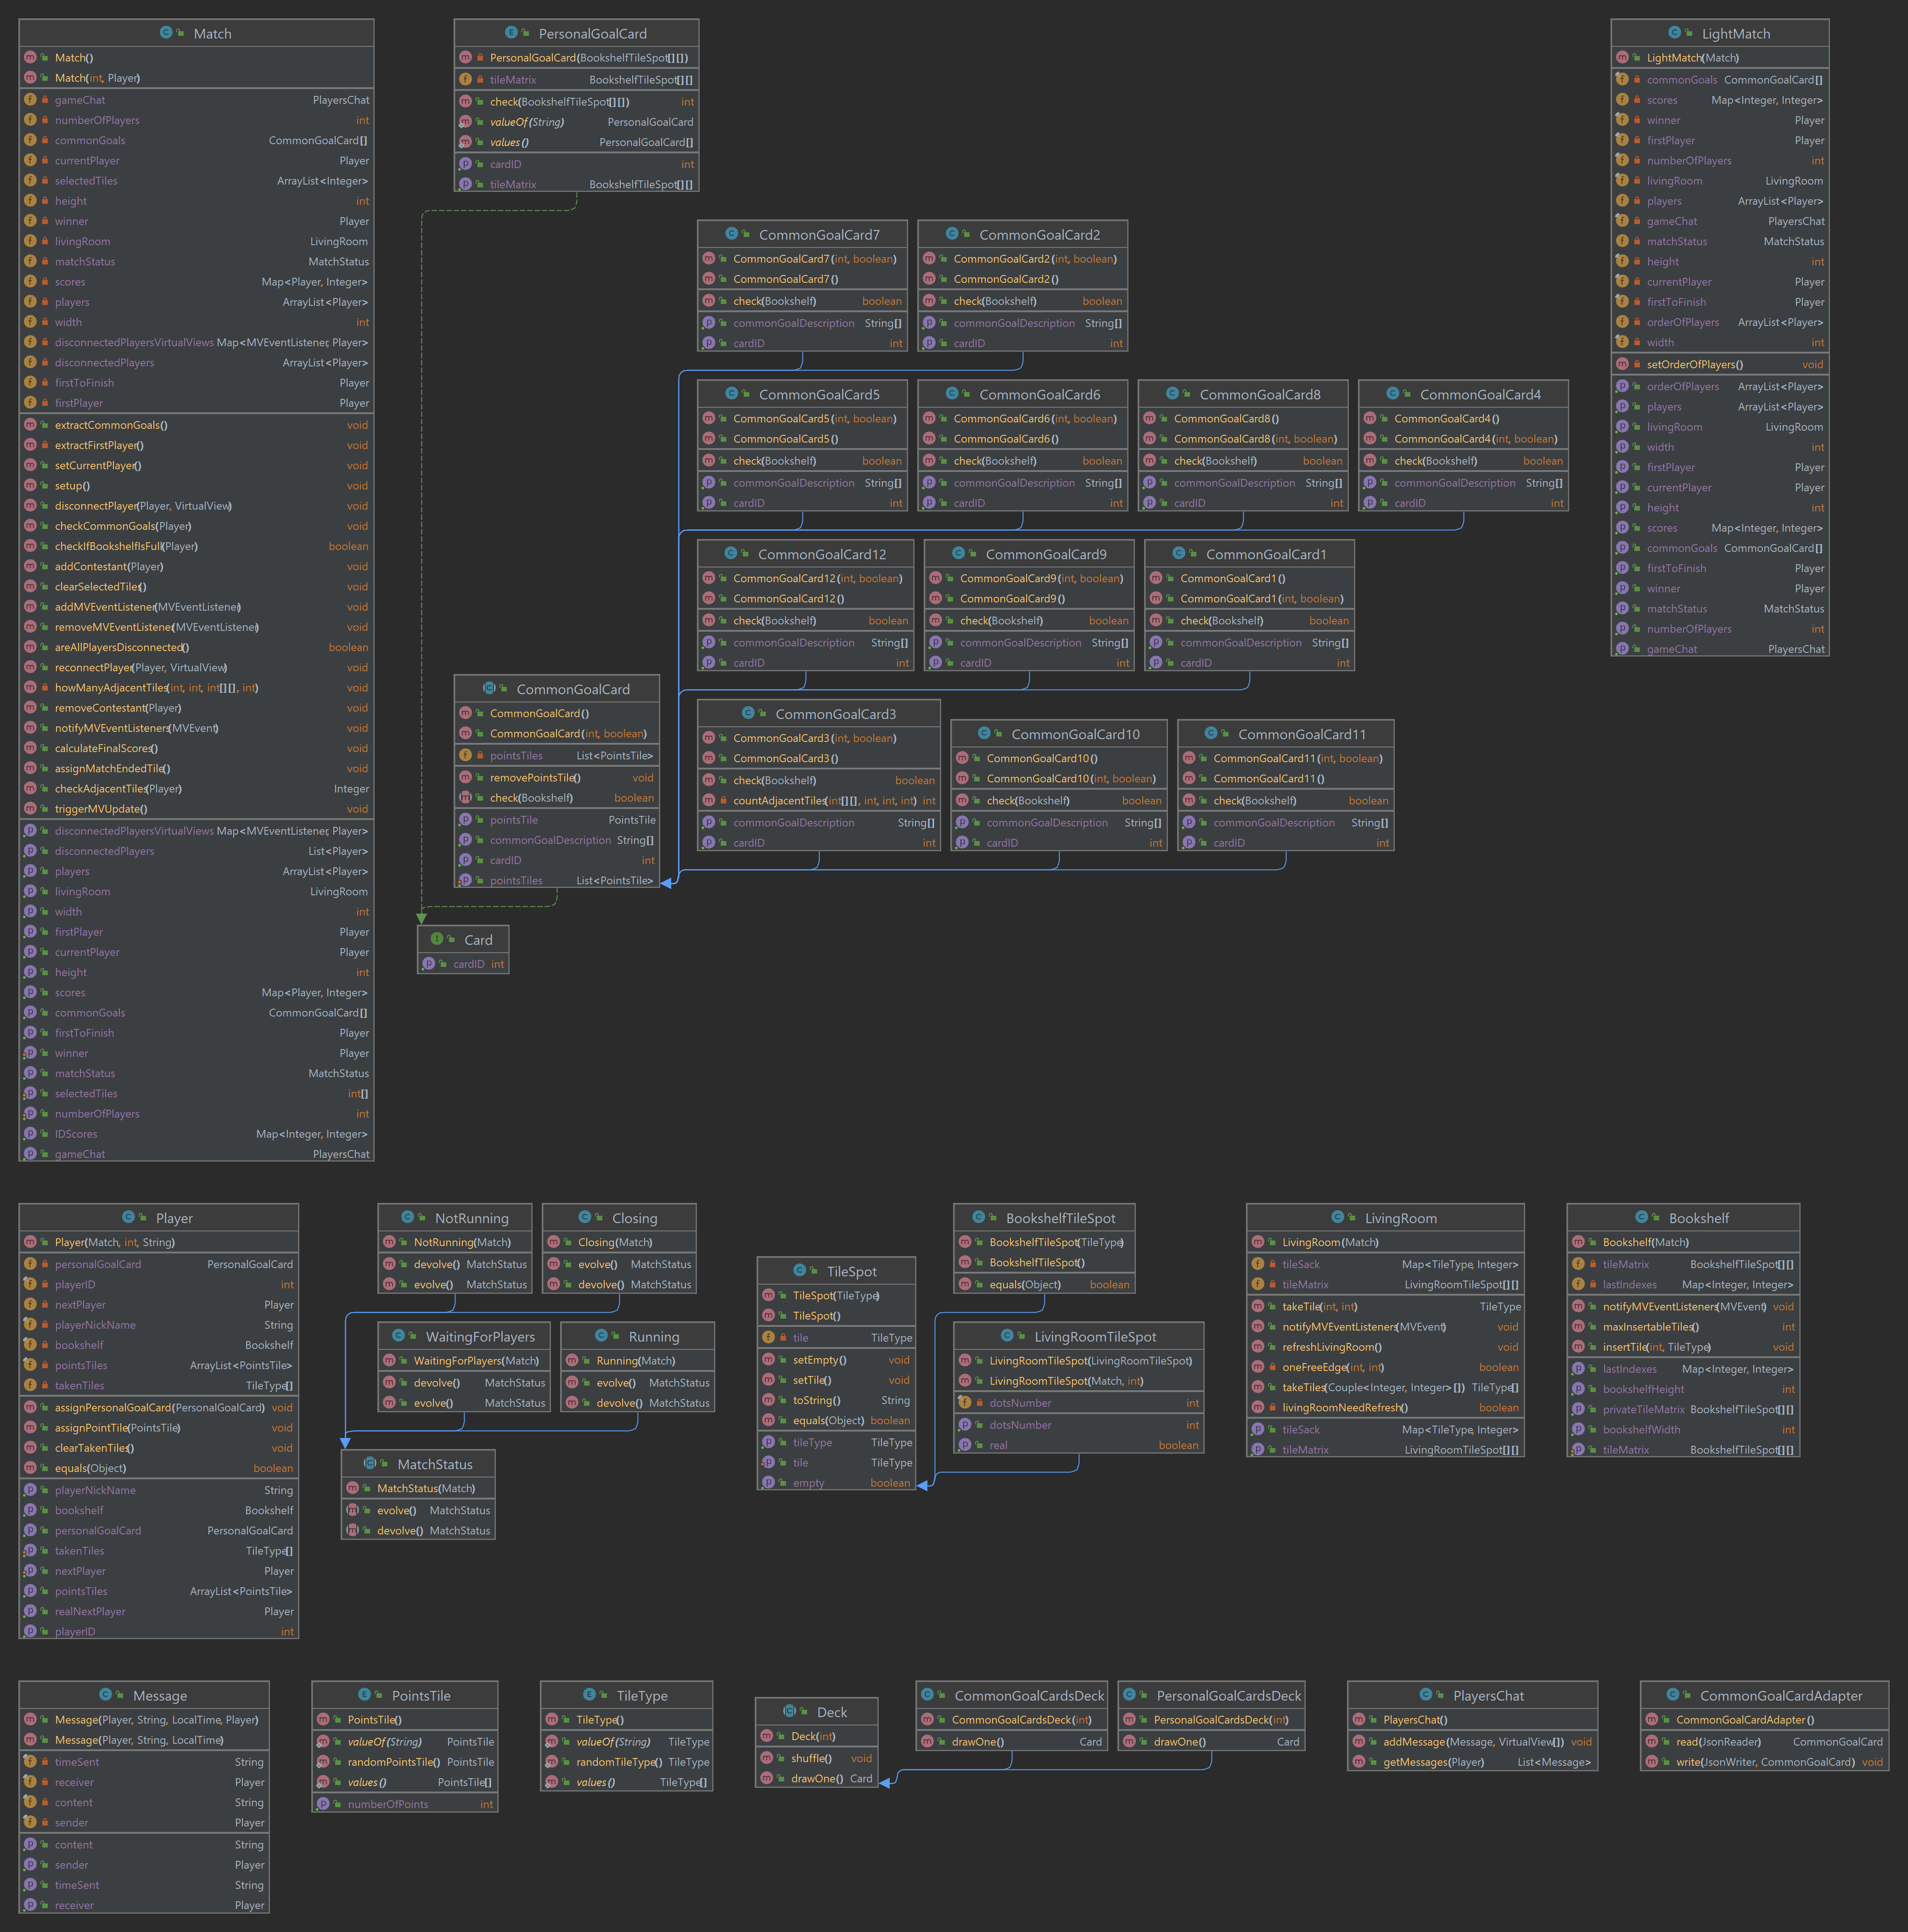 Match
Match()
Match(int, Player)
gameChat PlayersChat
numberOfPlayers int
commonGoals CommonGoalCard[]
currentPlayer Player
selectedTiles ArrayList<Integer>
height int
winner Player
livingRoom LivingRoom
matchStatus MatchStatus
scores Map<Player, Integer>
players ArrayList<Player>
width int
disconnectedPlayersVirtualViews Map<MVEventListener, Player>
disconnectedPlayers ArrayList<Player>
firstToFinish Player
firstPlayer Player
extractCommonGoals() void
extractFirstPlayer() void
setCurrentPlayer() void
setup() void
disconnectPlayer(Player, VirtualView) void
checkCommonGoals(Player) void
checkIfBookshelfIsFull(Player) boolean
addContestant(Player) void
clearSelectedTiles() void
addMVEventListener(MVEventListener) void
removeMVEventListener(MVEventListener) void
areAllPlayersDisconnected() boolean
reconnectPlayer(Player, VirtualView) void
howManyAdjacentTiles(int, int, int[][], int) void
removeContestant(Player) void
notifyMVEventListeners(MVEvent) void
calculateFinalScores() void
assignMatchEndedTile() void
checkAdjacentTiles(Player) Integer
triggerMVUpdate() void
disconnectedPlayersVirtualViews Map<MVEventListener, Player>
disconnectedPlayers List<Player>
players ArrayList<Player>
livingRoom LivingRoom
width int
firstPlayer Player
currentPlayer Player
height int
scores Map<Player, Integer>
commonGoals CommonGoalCard[]
firstToFinish Player
winner Player
matchStatus MatchStatus
selectedTiles int[]
numberOfPlayers int
IDScores Map<Integer, Integer>
gameChat PlayersChat
PersonalGoalCard
PersonalGoalCard(BookshelfTileSpot[][])
tileMatrix BookshelfTileSpot[][]
check(BookshelfTileSpot[][]) int
valueOf(String) PersonalGoalCard
values() PersonalGoalCard[]
cardID int
tileMatrix BookshelfTileSpot[][]
LightMatch
LightMatch(Match)
commonGoals CommonGoalCard[]
scores Map<Integer, Integer>
winner Player
firstPlayer Player
numberOfPlayers int
livingRoom LivingRoom
players ArrayList<Player>
gameChat PlayersChat
matchStatus MatchStatus
height int
currentPlayer Player
firstToFinish Player
orderOfPlayers ArrayList<Player>
width int
setOrderOfPlayers() void
orderOfPlayers ArrayList<Player>
players ArrayList<Player>
livingRoom LivingRoom
width int
firstPlayer Player
currentPlayer Player
height int
scores Map<Integer, Integer>
commonGoals CommonGoalCard[]
firstToFinish Player
winner Player
matchStatus MatchStatus
numberOfPlayers int
gameChat PlayersChat
CommonGoalCard7
CommonGoalCard7(int, boolean)
CommonGoalCard7()
check(Bookshelf) boolean
commonGoalDescription String[]
cardID int
CommonGoalCard2
CommonGoalCard2(int, boolean)
CommonGoalCard2()
check(Bookshelf) boolean
commonGoalDescription String[]
cardID int
CommonGoalCard5
CommonGoalCard5(int, boolean)
CommonGoalCard5()
check(Bookshelf) boolean
commonGoalDescription String[]
cardID int
CommonGoalCard6
CommonGoalCard6(int, boolean)
CommonGoalCard6()
check(Bookshelf) boolean
commonGoalDescription String[]
cardID int
CommonGoalCard8
CommonGoalCard8()
CommonGoalCard8(int, boolean)
check(Bookshelf) boolean
commonGoalDescription String[]
cardID int
CommonGoalCard4
CommonGoalCard4()
CommonGoalCard4(int, boolean)
check(Bookshelf) boolean
commonGoalDescription String[]
cardID int
CommonGoalCard12
CommonGoalCard12(int, boolean)
CommonGoalCard12()
check(Bookshelf) boolean
commonGoalDescription String[]
cardID int
CommonGoalCard9
CommonGoalCard9(int, boolean)
CommonGoalCard9()
check(Bookshelf) boolean
commonGoalDescription String[]
cardID int
CommonGoalCard1
CommonGoalCard1()
CommonGoalCard1(int, boolean)
check(Bookshelf) boolean
commonGoalDescription String[]
cardID int
CommonGoalCard
CommonGoalCard()
CommonGoalCard(int, boolean)
pointsTiles List<PointsTile>
removePointsTile() void
check(Bookshelf) boolean
pointsTile PointsTile
commonGoalDescription String[]
cardID int
pointsTiles List<PointsTile>
CommonGoalCard3
CommonGoalCard3(int, boolean)
CommonGoalCard3()
check(Bookshelf) boolean
countAdjacentTiles(int[][], int, int, int) int
commonGoalDescription String[]
cardID int
CommonGoalCard10
CommonGoalCard10()
CommonGoalCard10(int, boolean)
check(Bookshelf) boolean
commonGoalDescription String[]
cardID int
CommonGoalCard11
CommonGoalCard11(int, boolean)
CommonGoalCard11()
check(Bookshelf) boolean
commonGoalDescription String[]
cardID int
Card
cardID int
Player
Player(Match, int, String)
personalGoalCard PersonalGoalCard
playerID int
nextPlayer Player
playerNickName String
bookshelf Bookshelf
pointsTiles ArrayList<PointsTile>
takenTiles TileType[]
assignPersonalGoalCard(PersonalGoalCard) void
assignPointTile(PointsTile) void
clearTakenTiles() void
equals(Object) boolean
playerNickName String
bookshelf Bookshelf
personalGoalCard PersonalGoalCard
takenTiles TileType[]
nextPlayer Player
pointsTiles ArrayList<PointsTile>
realNextPlayer Player
playerID int
NotRunning
NotRunning(Match)
devolve() MatchStatus
evolve() MatchStatus
Closing
Closing(Match)
evolve() MatchStatus
devolve() MatchStatus
WaitingForPlayers
WaitingForPlayers(Match)
devolve() MatchStatus
evolve() MatchStatus
Running
Running(Match)
evolve() MatchStatus
devolve() MatchStatus
MatchStatus
MatchStatus(Match)
evolve() MatchStatus
devolve() MatchStatus
TileSpot
TileSpot(TileType)
TileSpot()
tile TileType
setEmpty() void
setTile() void
toString() String
equals(Object) boolean
tileType TileType
tile TileType
empty boolean
BookshelfTileSpot
BookshelfTileSpot(TileType)
BookshelfTileSpot()
equals(Object) boolean
LivingRoomTileSpot
LivingRoomTileSpot(LivingRoomTileSpot)
LivingRoomTileSpot(Match, int)
dotsNumber int
dotsNumber int
real boolean
LivingRoom
LivingRoom(Match)
tileSack Map<TileType, Integer>
tileMatrix LivingRoomTileSpot[][]
takeTile(int, int) TileType
notifyMVEventListeners(MVEvent) void
refreshLivingRoom() void
oneFreeEdge(int, int) boolean
takeTiles(Couple<Integer, Integer>[]) TileType[]
livingRoomNeedRefresh() boolean
tileSack Map<TileType, Integer>
tileMatrix LivingRoomTileSpot[][]
Bookshelf
Bookshelf(Match)
tileMatrix BookshelfTileSpot[][]
lastIndexes Map<Integer, Integer>
notifyMVEventListeners(MVEvent) void
maxInsertableTiles() int
insertTile(int, TileType) void
lastIndexes Map<Integer, Integer>
bookshelfHeight int
privateTileMatrix BookshelfTileSpot[][]
bookshelfWidth int
tileMatrix BookshelfTileSpot[][]
Message
Message(Player, String, LocalTime, Player)
Message(Player, String, LocalTime)
timeSent String
receiver Player
content String
sender Player
content String
sender Player
timeSent String
receiver Player
PointsTile
PointsTile()
valueOf(String) PointsTile
randomPointsTile() PointsTile
values() PointsTile[]
numberOfPoints int
TileType
TileType()
valueOf(String) TileType
randomTileType() TileType
values() TileType[]
Deck
Deck(int)
shuffle() void
drawOne() Card
CommonGoalCardsDeck
CommonGoalCardsDeck(int)
drawOne() Card
PersonalGoalCardsDeck
PersonalGoalCardsDeck(int)
drawOne() Card
PlayersChat
PlayersChat()
addMessage(Message, VirtualView[]) void
getMessages(Player) List<Message>
CommonGoalCardAdapter
CommonGoalCardAdapter()
read(JsonReader) CommonGoalCard
write(JsonWriter, CommonGoalCard) void